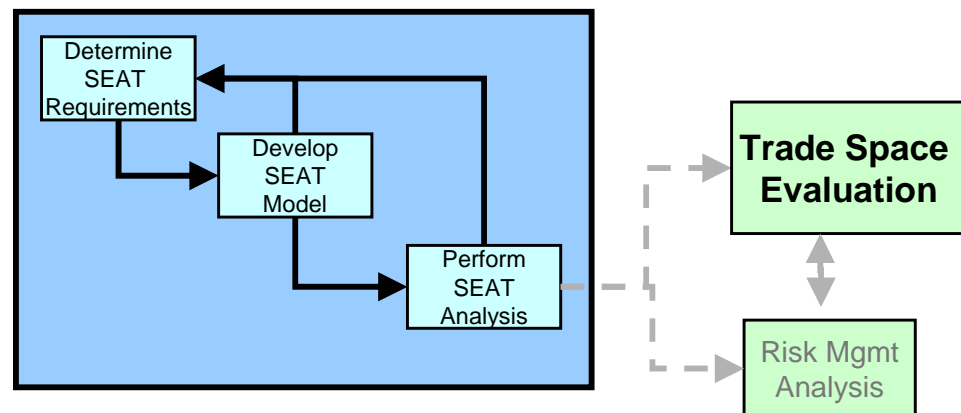 Determine
SEAT
Requirements
Develop
SEAT
Model
Perform
SEAT
Analysis
Trade Space
Evaluation
Risk Mgmt
Analysis